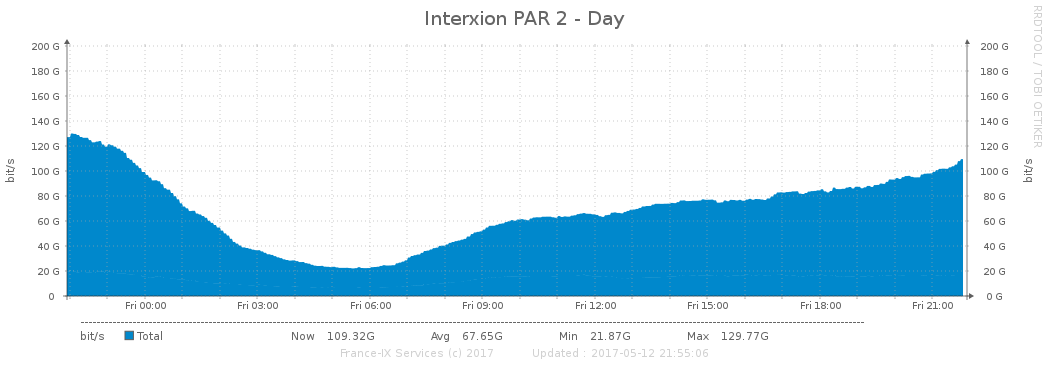 Interxion PAR 2 - Day
RRDTOOL / TOBI OETIKER
200 G 200 G
180 G 180 G
160 G 160 G
140 G 140 G
120 G 120 G
100 G 100 G
80 G 80 G
60 G 60 G
40 G 40 G
20 G 20 G
0 0 G
bit/s bit/s
Fri 00:00 Fri 03:00 Fri 06:00 Fri 09:00 Fri 12:00 Fri 15:00 Fri 18:00 Fri 21:00
bit/s Total Now 109.32G Avg 67.65G Min 21.87G Max 129.77G
France-IX Services (c) 2017 Updated : 2017-05-12 21:55:06